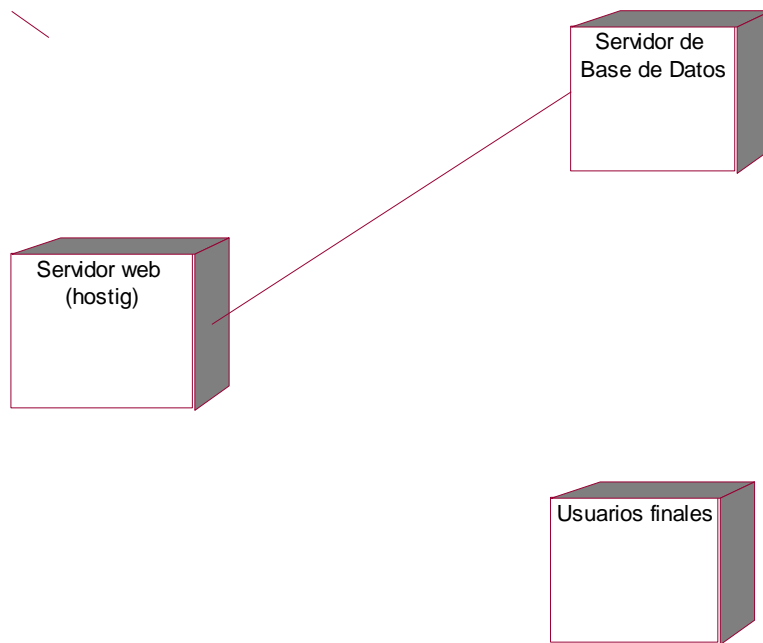 Servidor de
Base de Datos
Servidor web
(hostig)
Usuarios finales